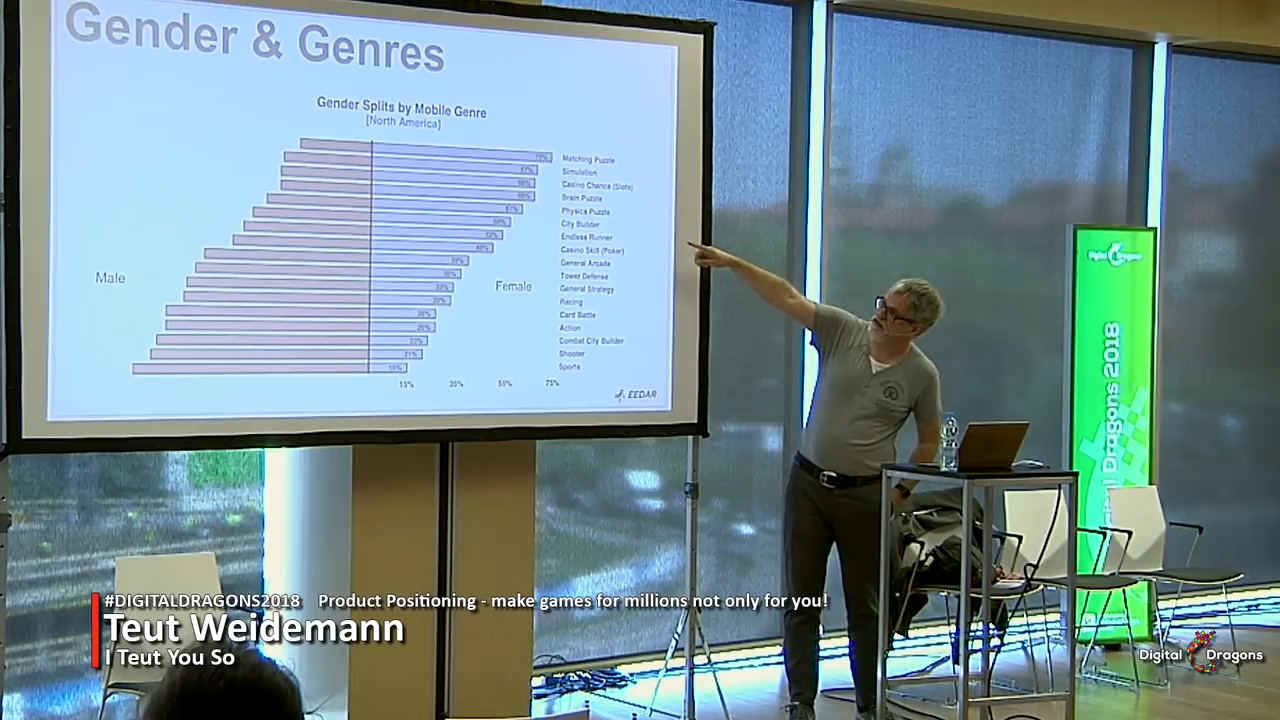 Gender & Genres
Gender Splits by Mobile Genre
[North America]
Matching Puzzle
Simulation
Casino Chance (Slots)
Brain Puzzle
Physics Puzzle
City Builder
Endless Runner
Casino Skill (Poker)
General Arcade
Tower Defense
General Strategy
Racing
Card Battle
Action
Combat City Builder
Shooter
Sports
Male
Female
15% 35% 50% 75%
EEDAR
Digital Dragons
Digital Dragons 2018
#DIGITALDRAGONS2018 Product Positioning - make games for millions not only for you!
Teut Weidemann
I Teut You So
Digital Dragons